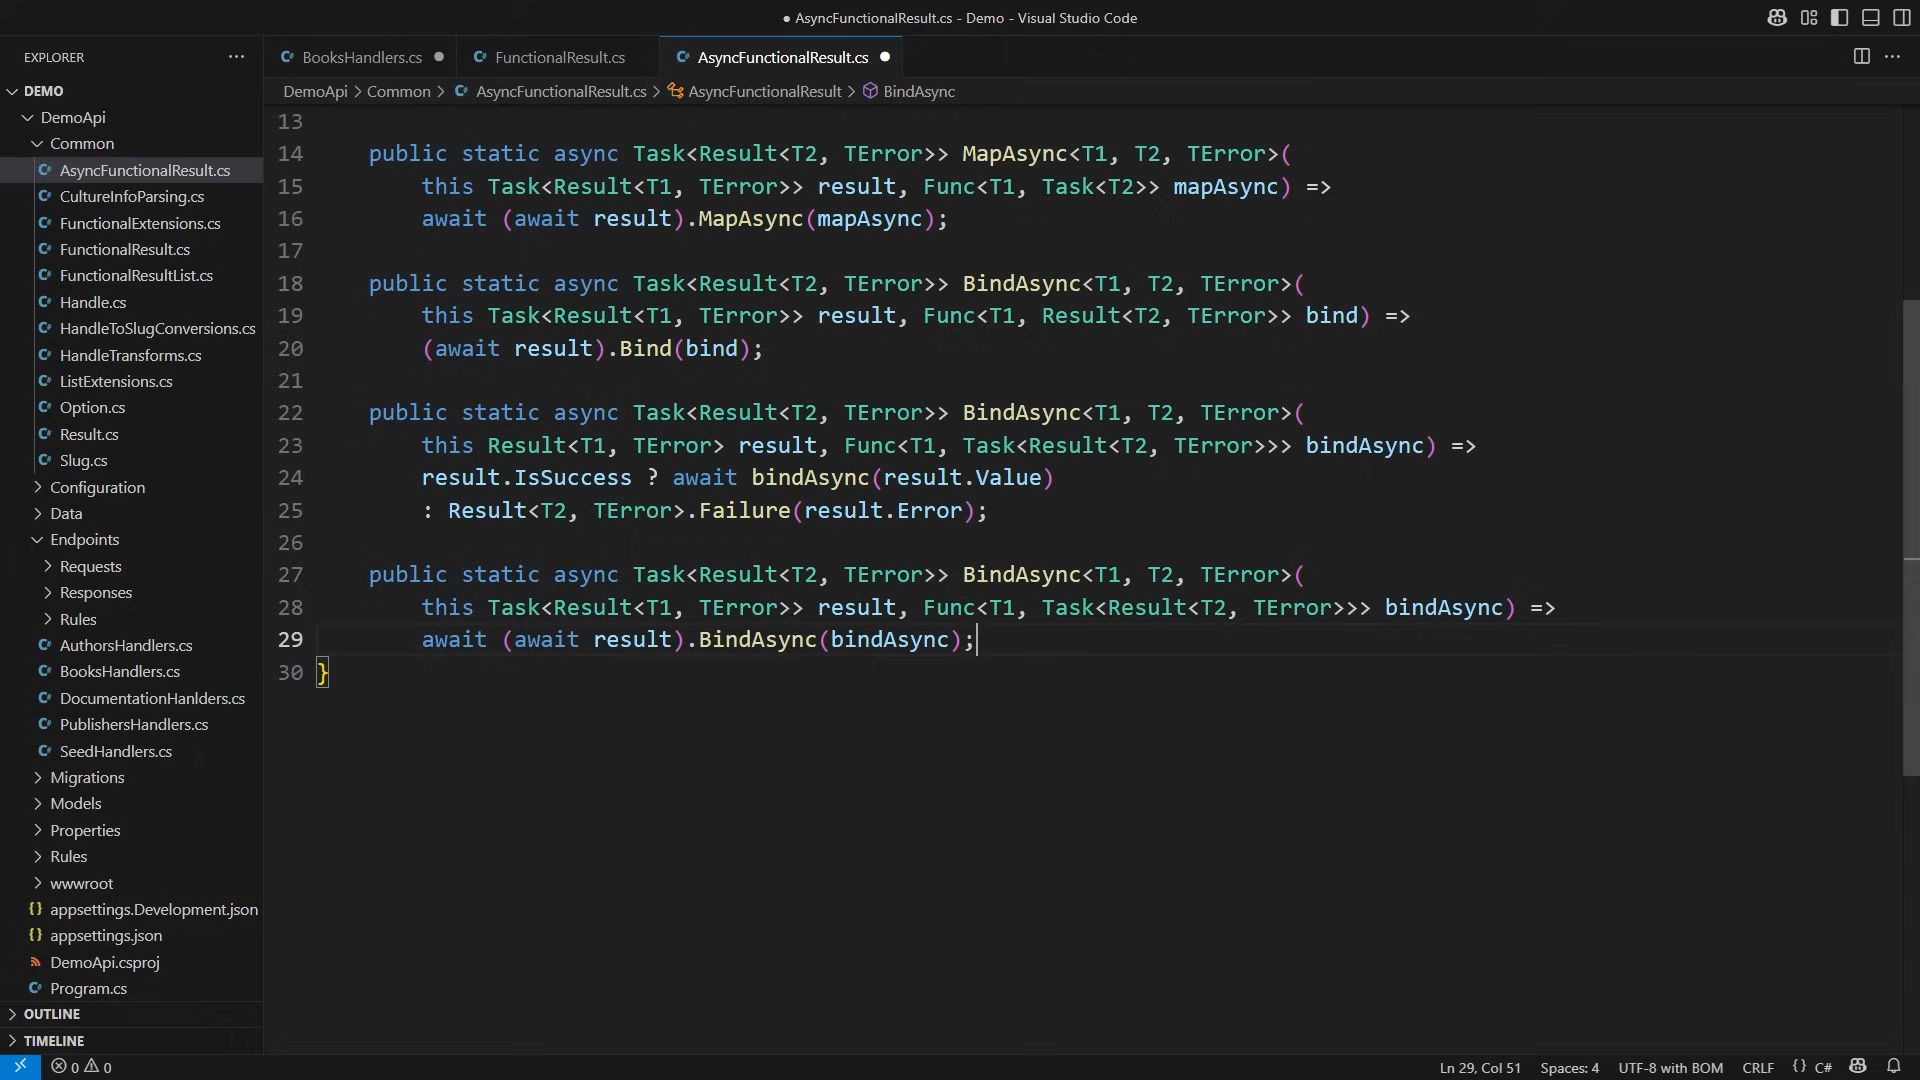 ● AsyncFunctionalResult.cs - Demo - Visual Studio Code
EXPLORER
BooksHandlers.cs
FunctionalResult.cs
AsyncFunctionalResult.cs
DemoApi > Common > AsyncFunctionalResult.cs > AsyncFunctionalResult > BindAsync
DEMO
DemoApi
Common
AsyncFunctionalResult.cs
CultureInfoParsing.cs
FunctionalExtensions.cs
FunctionalResult.cs
FunctionalResultList.cs
Handle.cs
HandleToSlugConversions.cs
HandleTransforms.cs
ListExtensions.cs
Option.cs
Result.cs
Slug.cs
Configuration
Data
Endpoints
Requests
Responses
Rules
AuthorsHandlers.cs
BooksHandlers.cs
DocumentationHanlders.cs
PublishersHandlers.cs
SeedHandlers.cs
Migrations
Models
Properties
Rules
wwwroot
appsettings.Development.json
appsettings.json
DemoApi.csproj
Program.cs
OUTLINE
TIMELINE
13
14 public static async Task<Result<T2, TError>> MapAsync<T1, T2, TError>(
15 this Task<Result<T1, TError>> result, Func<T1, Task<T2>> mapAsync) =>
16 await (await result).MapAsync(mapAsync);
17
18 public static async Task<Result<T2, TError>> BindAsync<T1, T2, TError>(
19 this Task<Result<T1, TError>> result, Func<T1, Result<T2, TError>> bind) =>
20 (await result).Bind(bind);
21
22 public static async Task<Result<T2, TError>> BindAsync<T1, T2, TError>(
23 this Result<T1, TError> result, Func<T1, Task<Result<T2, TError>>> bindAsync) =>
24 result.IsSuccess ? await bindAsync(result.Value)
25 : Result<T2, TError>.Failure(result.Error);
26
27 public static async Task<Result<T2, TError>> BindAsync<T1, T2, TError>(
28 this Task<Result<T1, TError>> result, Func<T1, Task<Result<T2, TError>>> bindAsync) =>
29 await (await result).BindAsync(bindAsync);
30 }
0 0
Ln 29, Col 51 Spaces: 4 UTF-8 with BOM CRLF {} C#